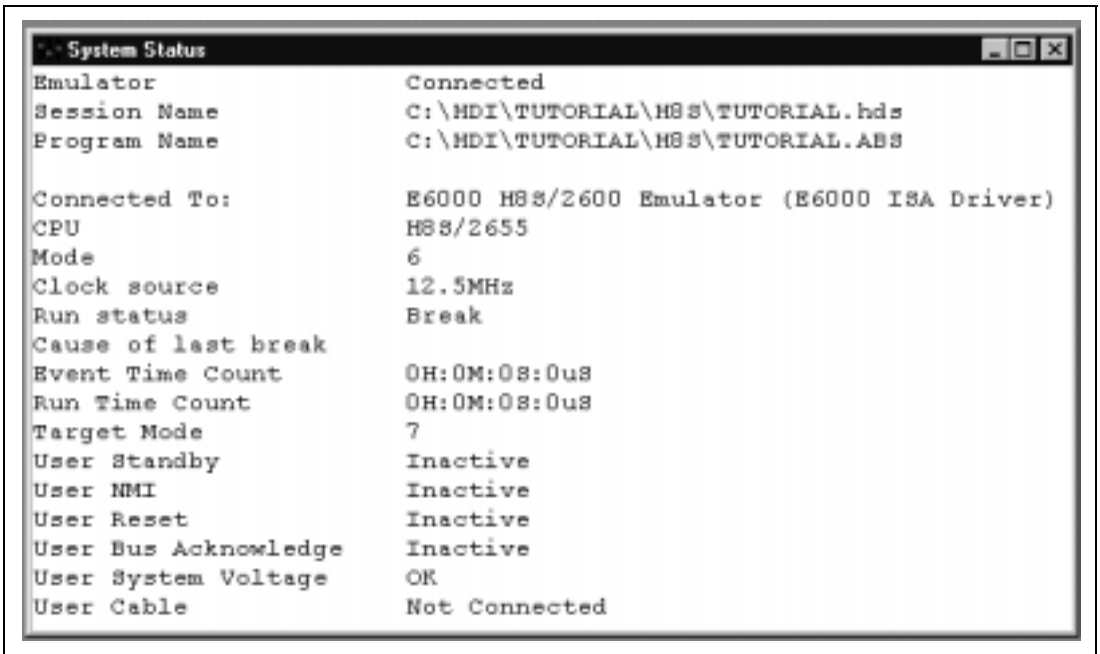 System Status
Emulator Connected
Session Name C:\HDI\TUTORIAL\H8S\TUTORIAL.hds
Program Name C:\HDI\TUTORIAL\H8S\TUTORIAL.ABS
Connected To: E6000 H8S/2600 Emulator (E6000 ISA Driver)
CPU H8S/2655
Mode 6
Clock source 12.5MHz
Run status Break
Cause of last break
Event Time Count 0H:0M:0S:0uS
Run Time Count 0H:0M:0S:0uS
Target Mode 7
User Standby Inactive
User NMI Inactive
User Reset Inactive
User Bus Acknowledge Inactive
User System Voltage OK
User Cable Not Connected